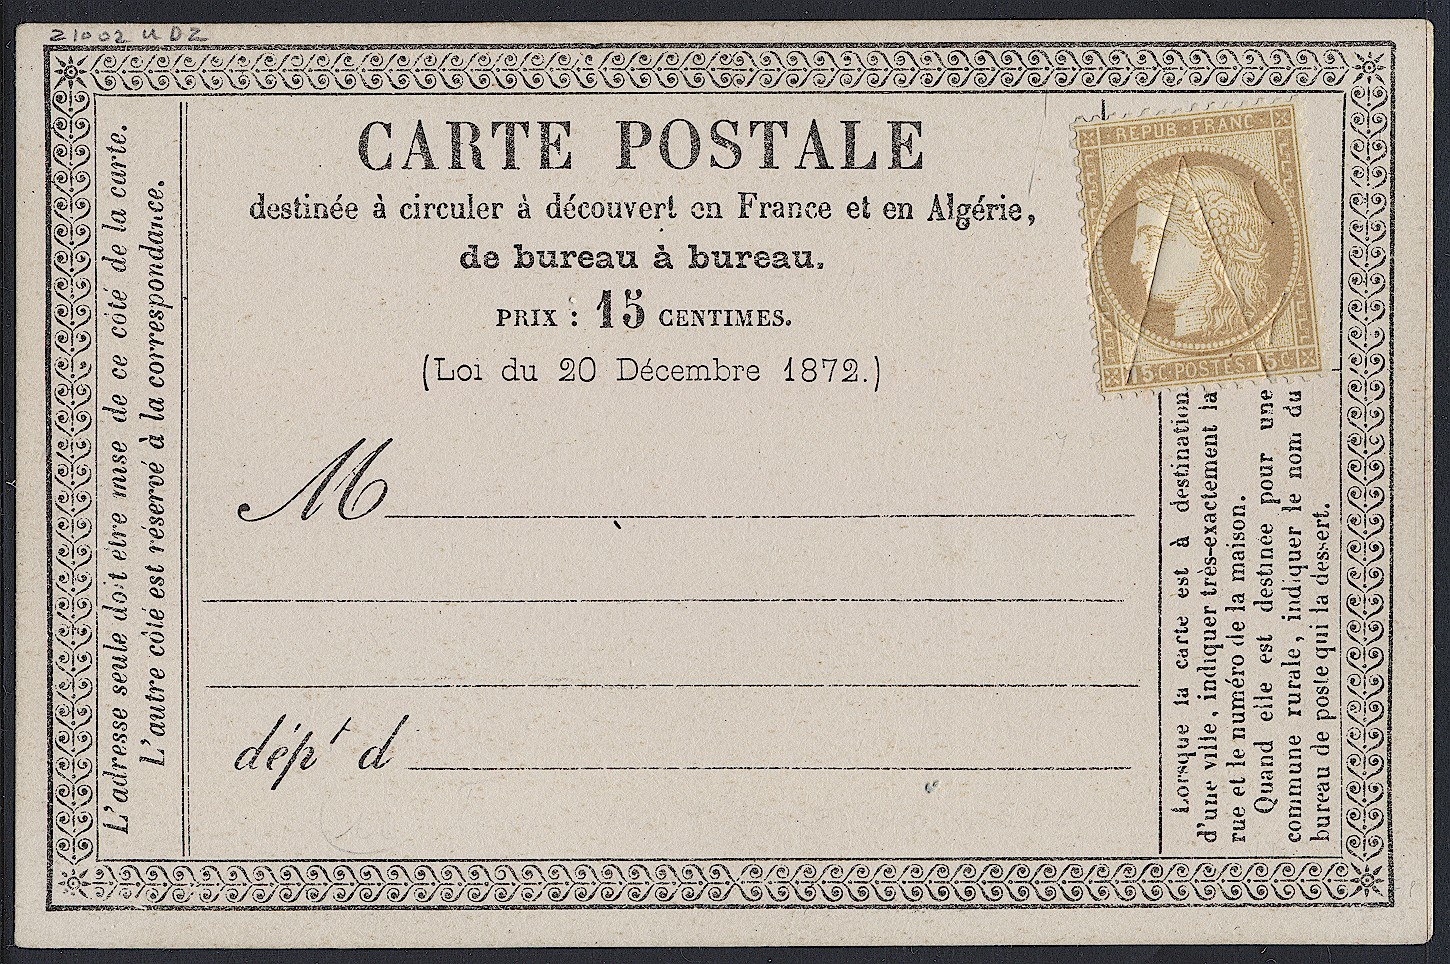 21002 U D Z
CARTE POSTALE
destinée à circuler à découvert en France et en Algérie,
de bureau à bureau.
PRIX : 15 CENTIMES.
(Loi du 20 Décembre 1872.)
REPUB·FRANC·
15C·POSTES·15C
M
dépt d
L'adresse seule doit être mise de ce côté de la carte.
L'autre côté est réservé à la correspondance.
Lorsque la carte est à destination
d'une ville, indiquer très-exactement la
rue et le numéro de la maison.
Quand elle est destinée pour une
commune rurale, indiquer le nom du
bureau de poste qui la dessert.